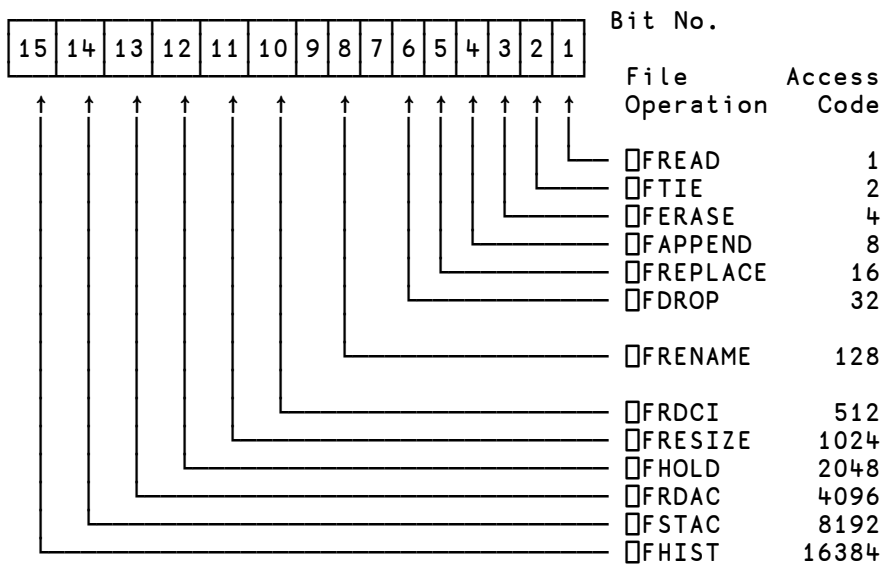 Bit No.
15 14 13 12 11 10 9 8 7 6 5 4 3 2 1
File Access
Operation Code
⎕FREAD 1
⎕FTIE 2
⎕FERASE 4
⎕FAPPEND 8
⎕FREPLACE 16
⎕FDROP 32
⎕FRENAME 128
⎕FRDCI 512
⎕FRESIZE 1024
⎕FHOLD 2048
⎕FRDAC 4096
⎕FSTAC 8192
⎕FHIST 16384